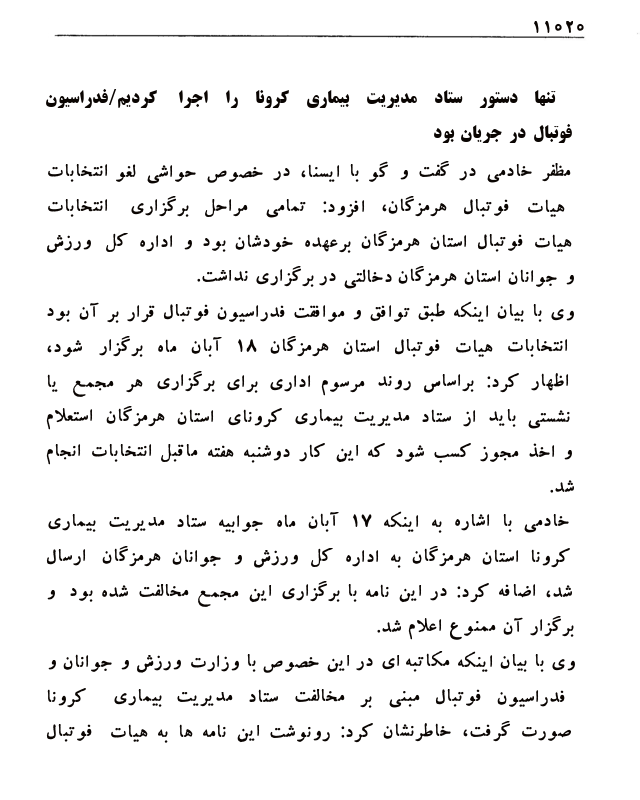 ۱۱۰۲۰
تنها دستور ستاد مدیریت بیماری کرونا را اجرا کردیم/فدراسیون
فوتبال در جریان بود
مظفر خادمی در گفت و گو با ایسنا، در خصوص حواشی لغو انتخابات
هیات فوتبال هرمزگان، افزود: تمامی مراحل برگزاری انتخابات
هیات فوتبال استان هرمزگان برعهده خودشان بود و اداره کل ورزش
و جوانان استان هرمزگان دخالتی در برگزاری نداشت.
وی با بیان اینکه طبق توافق و موافقت فدراسیون فوتبال قرار بر آن بود
انتخابات هیات فوتبال استان هرمزگان ۱۸ آبان ماه برگزار شود،
اظهار کرد: براساس روند مرسوم اداری برای برگزاری هر مجمع یا
نشستی باید از ستاد مدیریت بیماری کرونای استان هرمزگان استعلام
و اخذ مجوز کسب شود که این کار دوشنبه هفته ماقبل انتخابات انجام
شد.
خادمی با اشاره به اینکه ۱۷ آبان ماه جوابیه ستاد مدیریت بیماری
کرونا استان هرمزگان به اداره کل ورزش و جوانان هرمزگان ارسال
شد، اضافه کرد: در این نامه با برگزاری این مجمع مخالفت شده بود و
برگزار آن ممنوع اعلام شد.
وی با بیان اینکه مکاتبه ای در این خصوص با وزارت ورزش و جوانان و
فدراسیون فوتبال مبنی بر مخالفت ستاد مدیریت بیماری کرونا
صورت گرفت، خاطرنشان کرد: رونوشت این نامه ها به هیات فوتبال